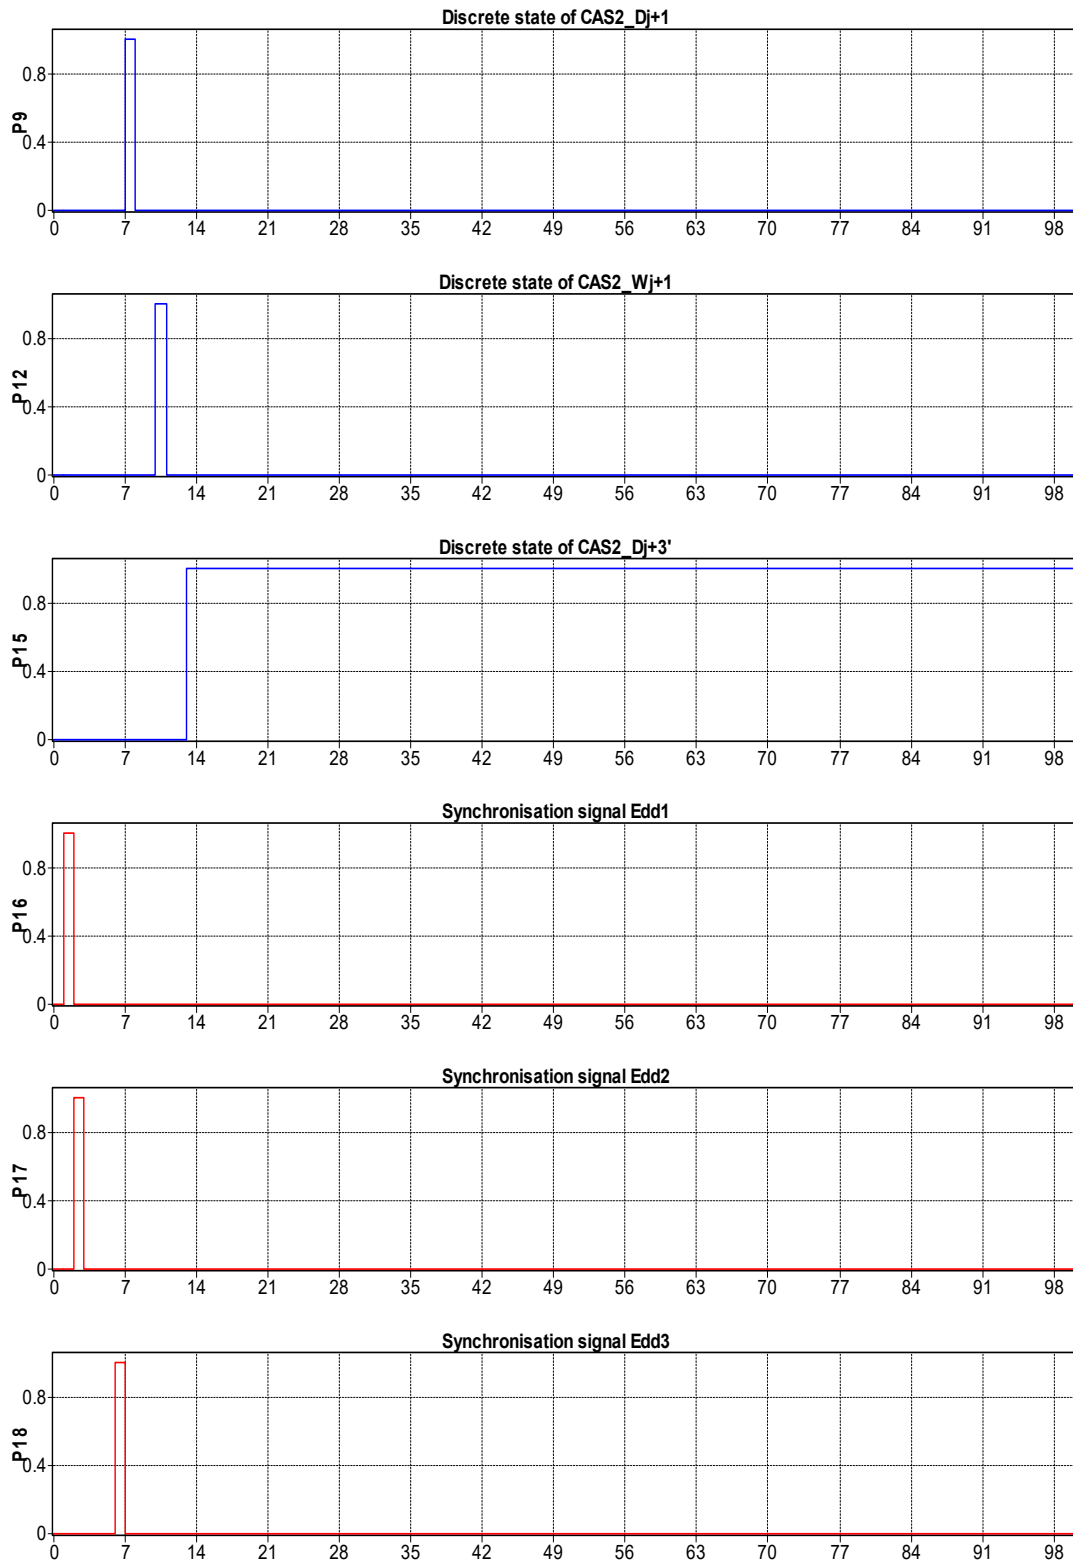 Discrete state of CAS2_Dj+1
0.8
0.4
0
P9
0 7 14 21 28 35 42 49 56 63 70 77 84 91 98
Discrete state of CAS2_Wj+1
0.8
0.4
0
P12
0 7 14 21 28 35 42 49 56 63 70 77 84 91 98
Discrete state of CAS2_Dj+3'
0.8
0.4
0
P15
0 7 14 21 28 35 42 49 56 63 70 77 84 91 98
Synchronisation signal Edd1
0.8
0.4
0
P16
0 7 14 21 28 35 42 49 56 63 70 77 84 91 98
Synchronisation signal Edd2
0.8
0.4
0
P17
0 7 14 21 28 35 42 49 56 63 70 77 84 91 98
Synchronisation signal Edd3
0.8
0.4
0
P18
0 7 14 21 28 35 42 49 56 63 70 77 84 91 98